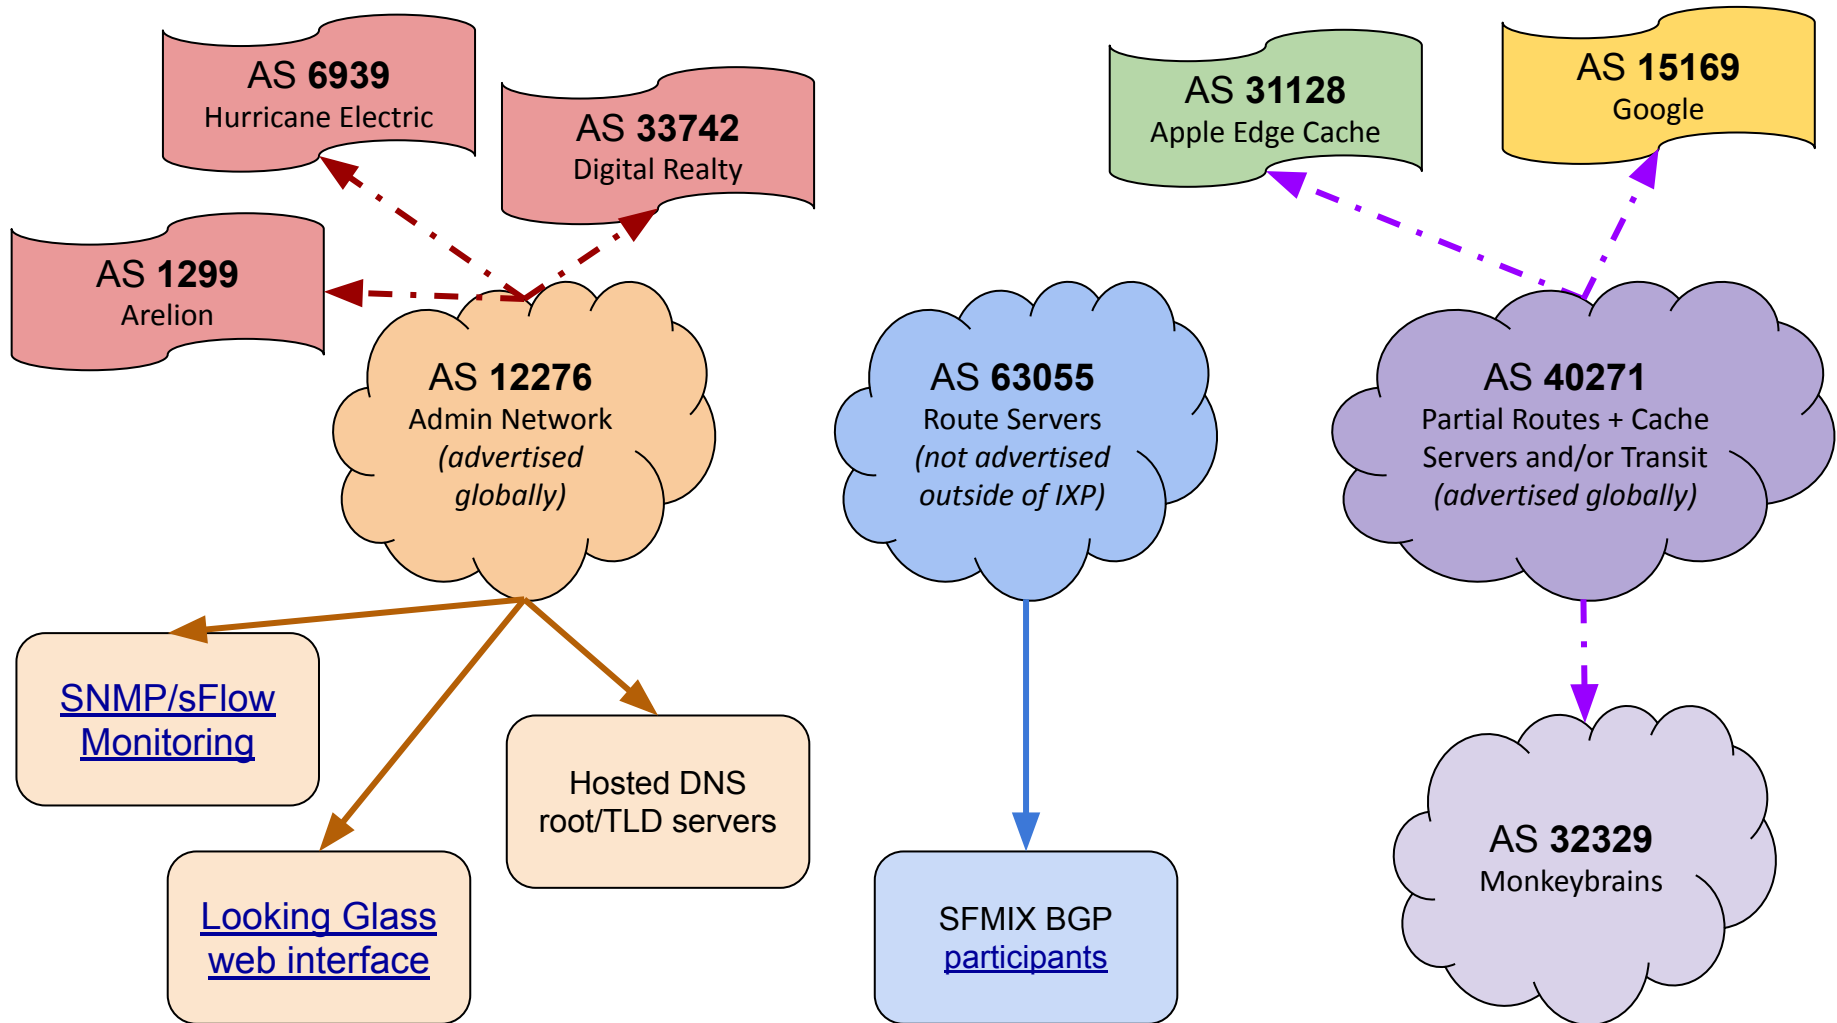 AS 6939
Hurricane Electric
AS 33742
Digital Realty
AS 1299
Arelion
AS 31128
Apple Edge Cache
AS 15169
Google
AS 12276
Admin Network
(advertised
globally)
AS 63055
Route Servers
(not advertised
outside of IXP)
AS 40271
Partial Routes + Cache
Servers and/or Transit
(advertised globally)
SNMP/sFlow
Monitoring
Looking Glass
web interface
Hosted DNS
root/TLD servers
SFMIX BGP
participants
AS 32329
Monkeybrains